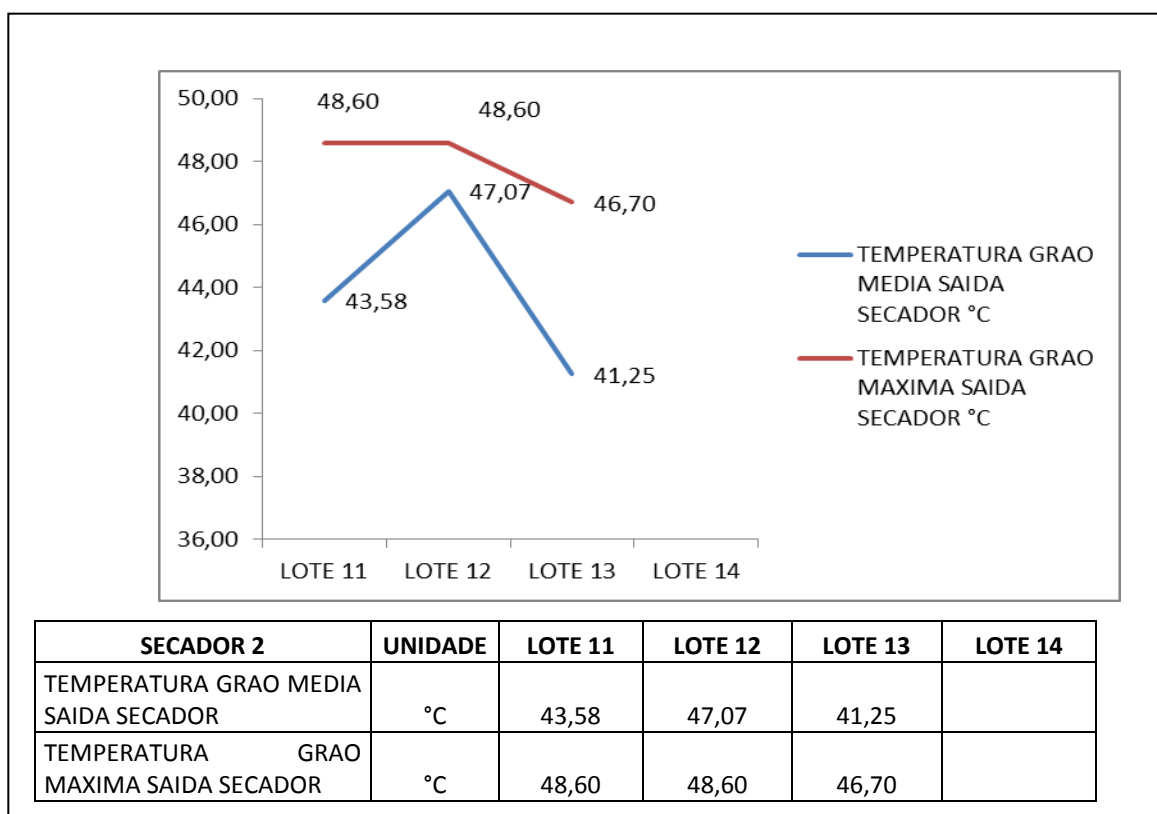 50,00
48,00
46,00
44,00
42,00
40,00
38,00
36,00
48,60
48,60
47,07
46,70
43,58
41,25
LOTE 11 LOTE 12 LOTE 13 LOTE 14
TEMPERATURA GRAO
MEDIA SAIDA
SECADOR °C
TEMPERATURA GRAO
MAXIMA SAIDA
SECADOR °C
SECADOR 2 UNIDADE LOTE 11 LOTE 12 LOTE 13 LOTE 14
TEMPERATURA GRAO MEDIA
SAIDA SECADOR °C 43,58 47,07 41,25
TEMPERATURA GRAO
MAXIMA SAIDA SECADOR °C 48,60 48,60 46,70